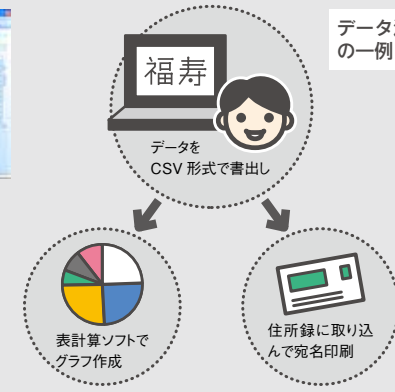 データ
の一例
福寿
データを
CSV 形式で書出し
表計算ソフトで
グラフ作成
住所録に取り込
んで宛名印刷